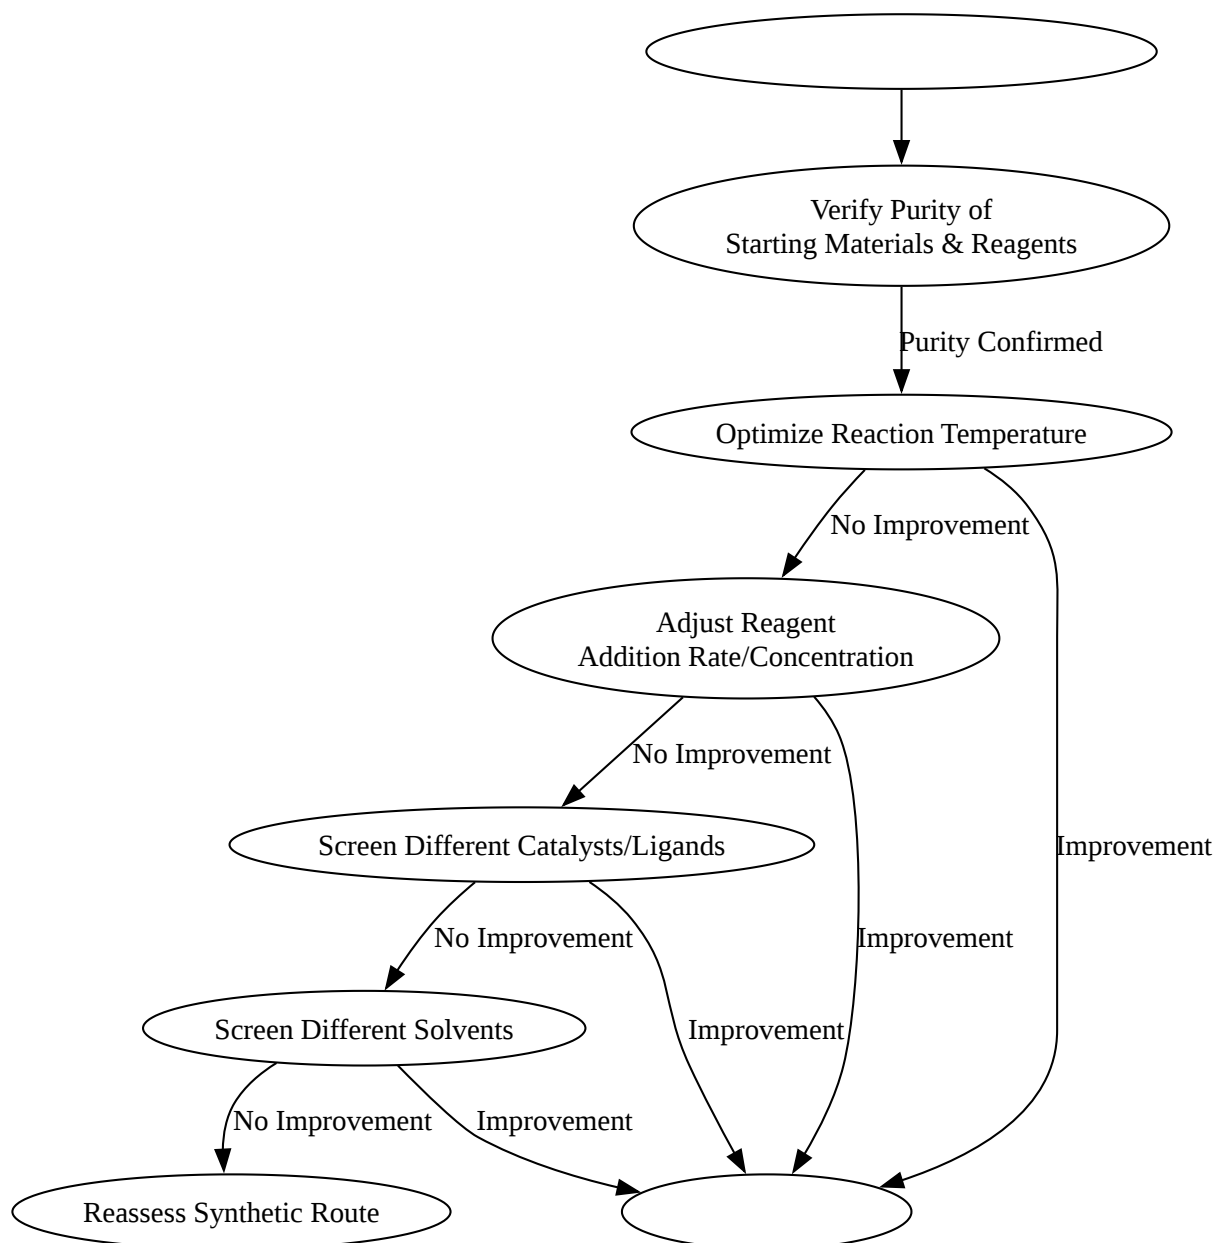 Verify Purity of
Starting Materials & Reagents
Purity Confirmed
Optimize Reaction Temperature
No Improvement
Adjust Reagent
Addition Rate/Concentration
No Improvement
Screen Different Catalysts/Ligands
Improvement
No Improvement
Improvement
Screen Different Solvents
Improvement
No Improvement
Improvement
Reassess Synthetic Route